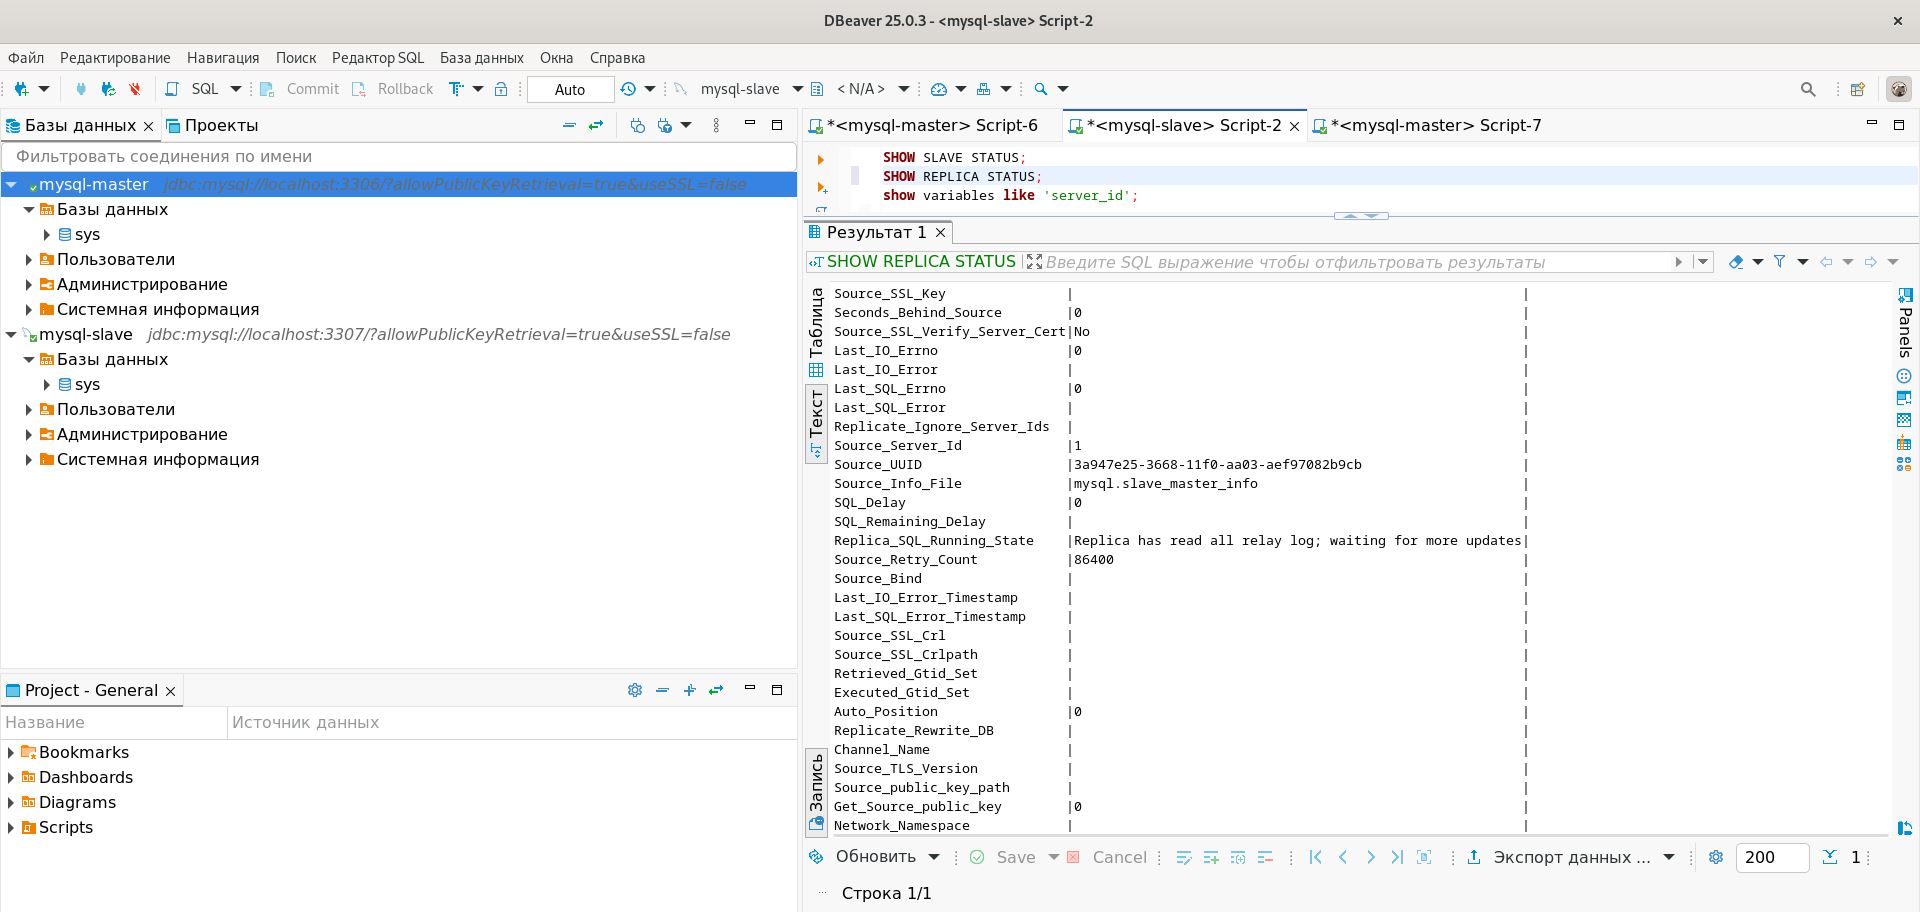 DBeaver 25.0.3 - <mysql-slave> Script-2
Файл Редактирование Навигация Поиск Редактор SQL База данных Окна Справка
SQL Commit Rollback Auto mysql-slave < N/A >
Базы данных Проекты
Фильтровать соединения по имени
mysql-master jdbc:mysql://localhost:3306/?allowPublicKeyRetrieval=true&useSSL=false
Базы данных
sys
Пользователи
Администрирование
Системная информация
mysql-slave jdbc:mysql://localhost:3307/?allowPublicKeyRetrieval=true&useSSL=false
Базы данных
sys
Пользователи
Администрирование
Системная информация
Project - General
Название Источник данных
Bookmarks
Dashboards
Diagrams
Scripts
*<mysql-master> Script-6 *<mysql-slave> Script-2 *<mysql-master> Script-7
SHOW SLAVE STATUS;
SHOW REPLICA STATUS;
show variables like 'server_id';
Результат 1
SHOW REPLICA STATUS Введите SQL выражение чтобы отфильтровать результаты
Таблица
Текст
Запись
Source_SSL_Key | |
Seconds_Behind_Source |0 |
Source_SSL_Verify_Server_Cert|No |
Last_IO_Errno |0 |
Last_IO_Error | |
Last_SQL_Errno |0 |
Last_SQL_Error | |
Replicate_Ignore_Server_Ids | |
Source_Server_Id |1 |
Source_UUID |3a947e25-3668-11f0-aa03-aef97082b9cb |
Source_Info_File |mysql.slave_master_info |
SQL_Delay |0 |
SQL_Remaining_Delay | |
Replica_SQL_Running_State |Replica has read all relay log; waiting for more updates|
Source_Retry_Count |86400 |
Source_Bind | |
Last_IO_Error_Timestamp | |
Last_SQL_Error_Timestamp | |
Source_SSL_Crl | |
Source_SSL_Crlpath | |
Retrieved_Gtid_Set | |
Executed_Gtid_Set | |
Auto_Position |0 |
Replicate_Rewrite_DB | |
Channel_Name | |
Source_TLS_Version | |
Source_public_key_path | |
Get_Source_public_key |0 |
Network_Namespace | |
Panels
Обновить Save Cancel Экспорт данных ... 200 1
Строка 1/1